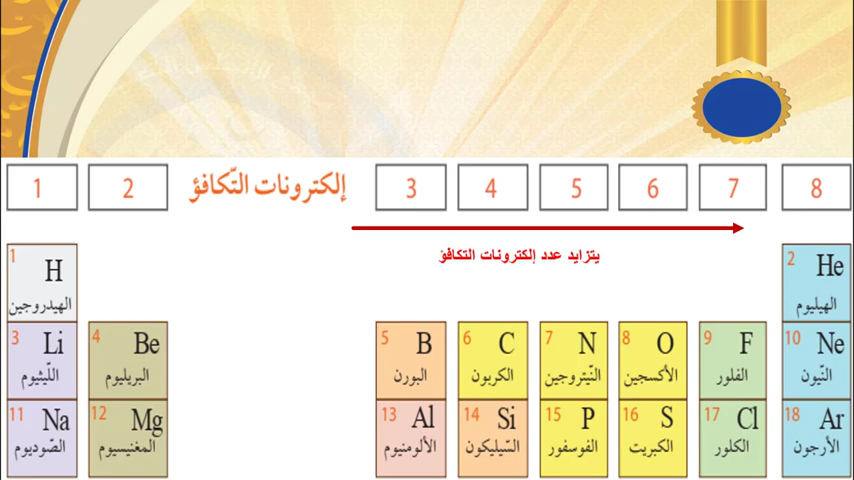 1 2 إلكترونات التّكافؤ 3 4 5 6 7 8
يتزايد عدد إلكترونات التكافؤ
1 H الهيدروجين
2 He الهيليوم
3 Li اللّيثيوم
4 Be البريليوم
5 B البورن
6 C الكربون
7 N النّيتروجين
8 O الأكسجين
9 F الفلور
10 Ne النّيون
11 Na الصّوديوم
12 Mg المغنيسيوم
13 Al الألومنيوم
14 Si السّيليكون
15 P الفوسفور
16 S الكبريت
17 Cl الكلور
18 Ar الأرجون